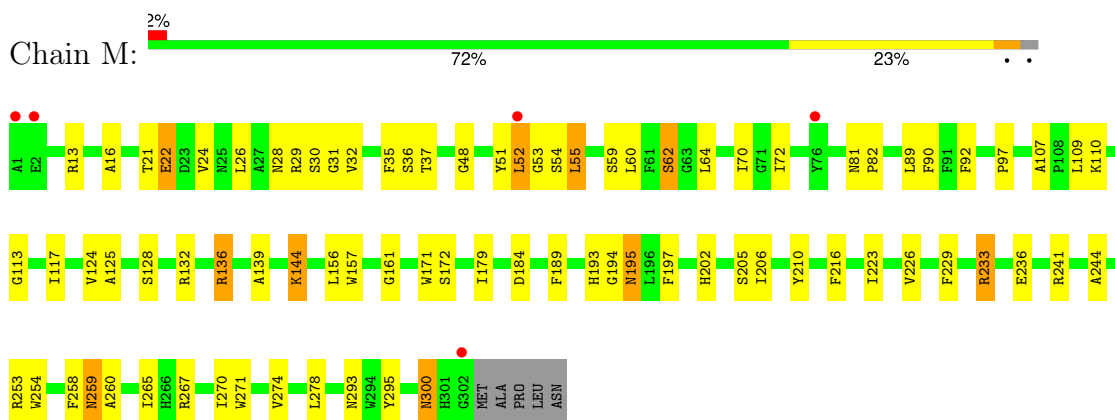 2%
Chain M:
72% 23% • •
A1 E2 R13 A16 T21 E22 D23 V24 N25 L26 A27 N28 R29 S30 G31 V32 F35 S36 T37 G48 Y51 L52 G53 S54 L55 S59 L60 F61 S62 G63 L64 I70 G71 I72 Y76 N81 P82 L89 F90 F91 F92 P97 A107 P108 L109 K110
G113 I117 V124 A125 S128 R132 R136 A139 K144 L156 W157 G161 W171 S172 I179 D184 F189 H193 G194 N195 L196 F197 H202 S205 I206 Y210 F216 I223 V226 F229 R233 E236 R241 A244
R253 W254 F258 N259 A260 I265 H266 R267 I270 W271 V274 L278 N293 W294 Y295 N300 H301 G302 MET ALA PRO LEU ASN